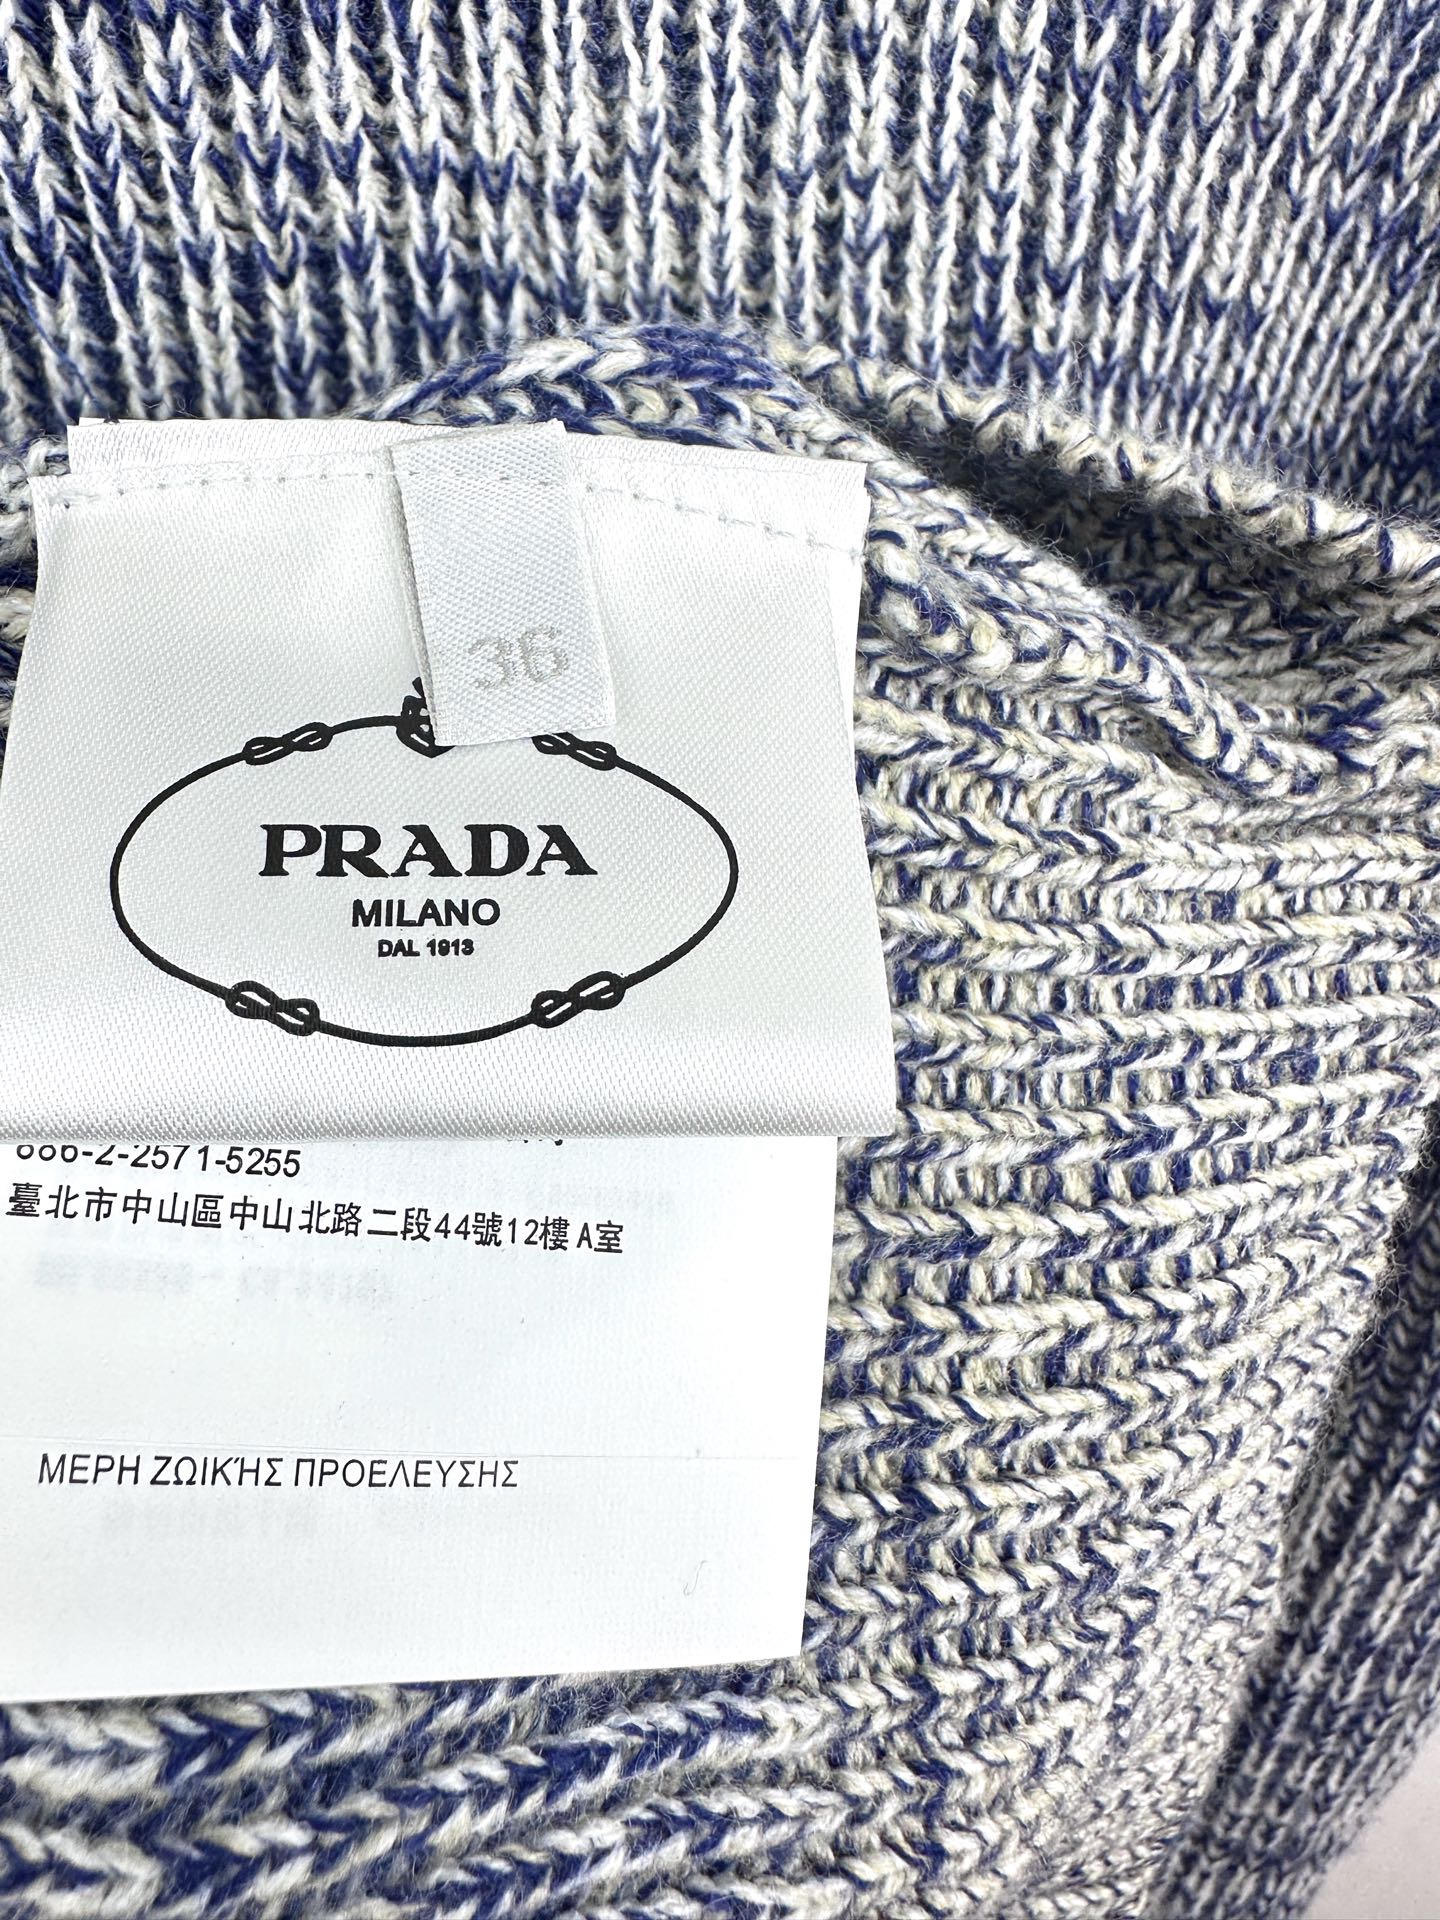 36
PRADA
MILANO
DAL 1913
886-2-2571-5255
臺北市中山區中山北路二段44號12樓A室
ΜΕΡΗ ΖΩΙΚΉΣ ΠΡΟΕΛΕΥΣΗΣ